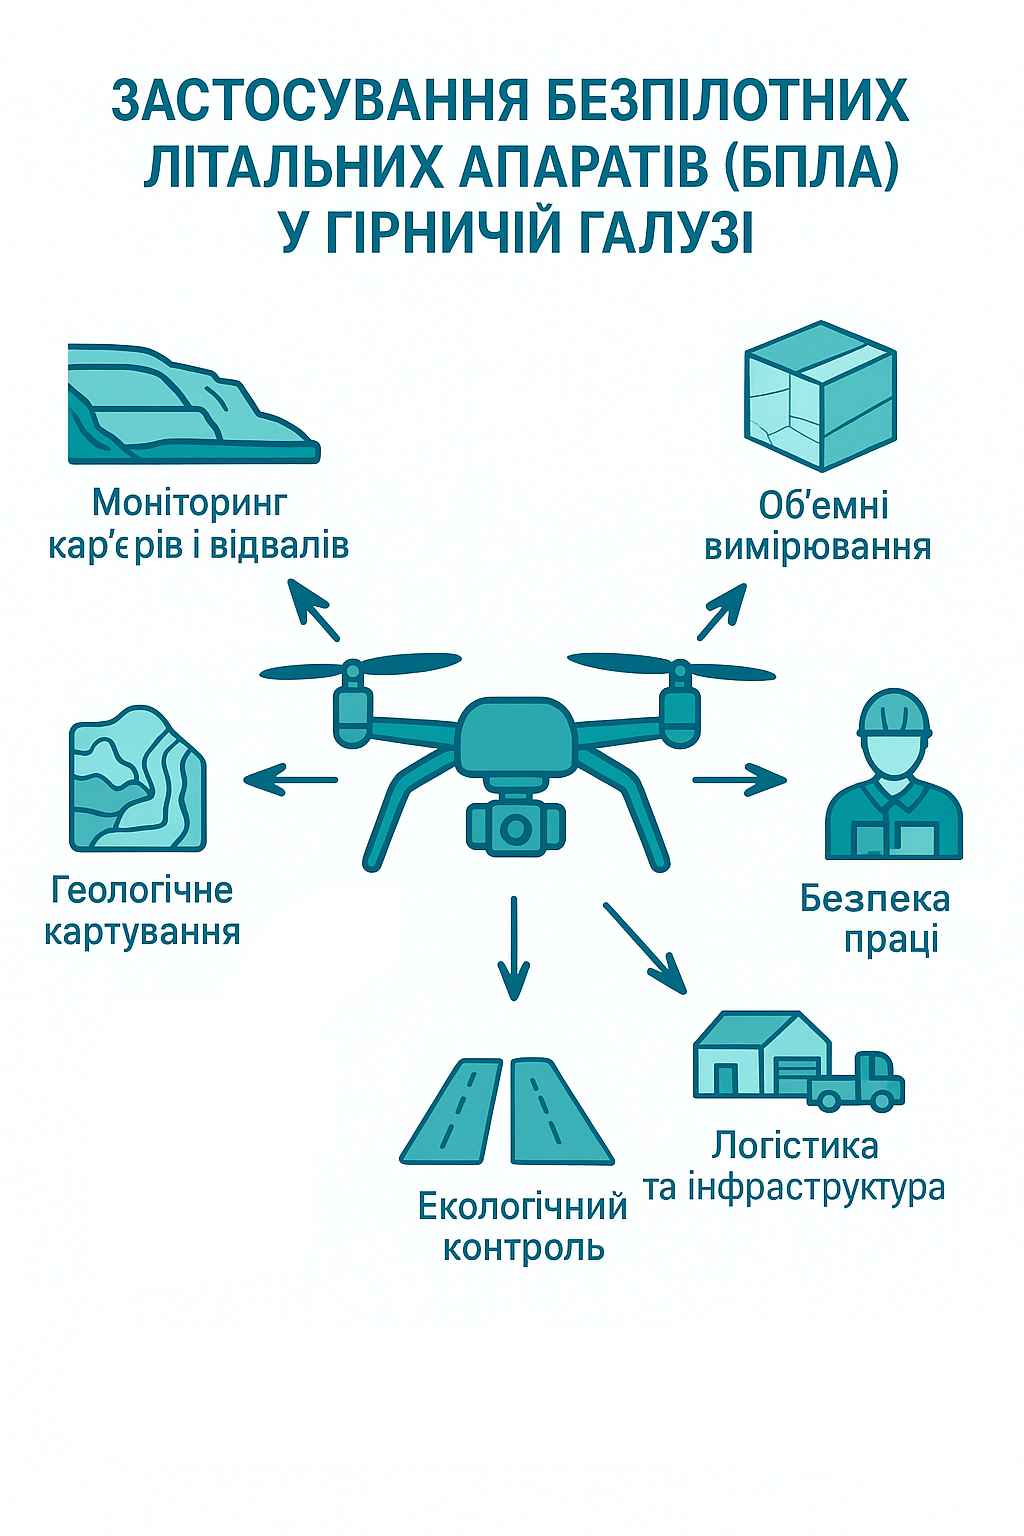 ЗАСТОСУВАННЯ БЕЗПІЛОТНИХ
ЛІТАЛЬНИХ АПАРАТІВ (БПЛА)
У ГІРНИЧІЙ ГАЛУЗІ
Моніторинг
кар'єрів і відвалів
Об'ємні
вимірювання
Геологічне
картування
Безпека
праці
Екологічний
контроль
Логістика
та інфраструктура